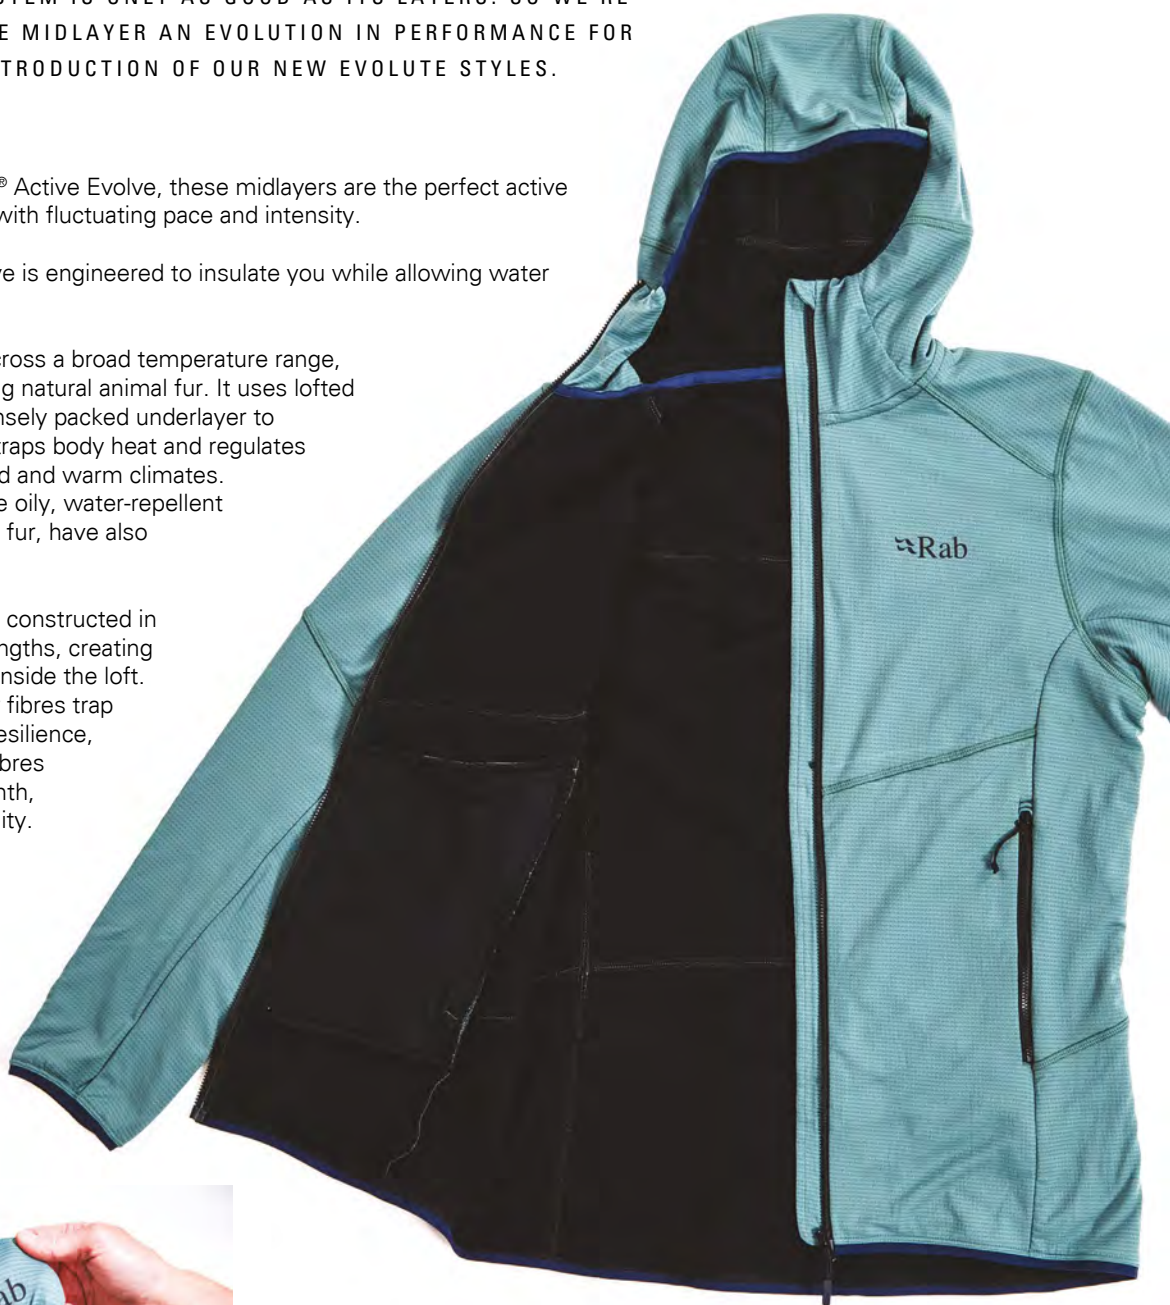 E MIDLAYER AN EVOLUTION IN PERFORMANCE FOR
TRODUCTION OF OUR NEW EVOLUTE STYLES.
® Active Evolve, these midlayers are the perfect active
with fluctuating pace and intensity.
ve is engineered to insulate you while allowing water
cross a broad temperature range,
g natural animal fur. It uses lofted
nsely packed underlayer to
traps body heat and regulates
d and warm climates.
e oily, water-repellent
fur, have also
constructed in
ngths, creating
nside the loft.
fibres trap
esilience,
bres
nth,
ity.
Rab
ab